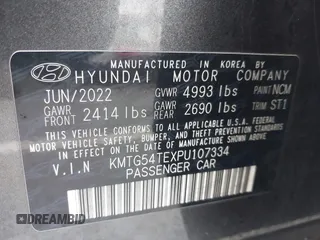 MANUFACTURED IN KOREA BY
HYUNDAI MOTOR COMPANY
JUN/2022 GVWR 4993 lbs PAINT NCM
GAWR FRONT 2414 lbs GAWR REAR 2690 lbs TRIM ST1
THIS VEHICLE CONFORMS TO ALL APPLICABLE
FEDERAL MOTOR VEHICLE SAFETY, BUMPER, AND
THEFT PREVENTION STANDARDS IN EFFECT ON THE
DATE OF MANUFACTURE SHOWN ABOVE.
V.I.N KMTG54TEXPU107334
PASSENGER CAR
DREAMBID